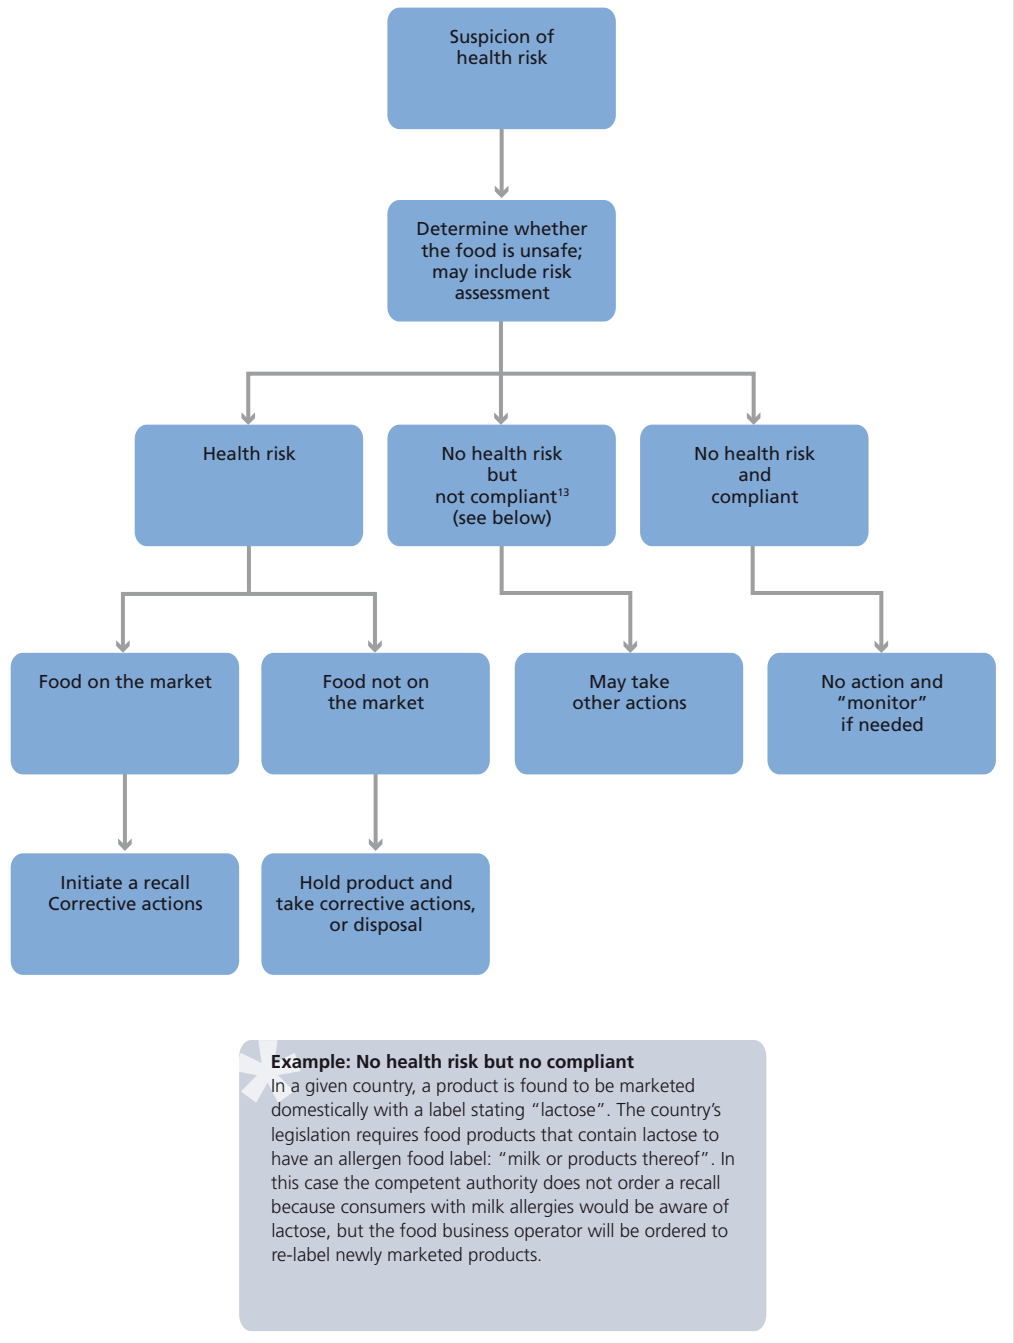 Suspicion of
health risk
Determine whether
the food is unsafe;
may include risk
assessment
Health risk
No health risk
but
not compliant¹³
(see below)
No health risk
and
compliant
Food on the market
Food not on
the market
May take
other actions
No action and
“monitor”
if needed
Initiate a recall
Corrective actions
Hold product and
take corrective actions,
or disposal
Example: No health risk but no compliant
In a given country, a product is found to be marketed
domestically with a label stating “lactose”. The country’s
legislation requires food products that contain lactose to
have an allergen food label: “milk or products thereof”. In
this case the competent authority does not order a recall
because consumers with milk allergies would be aware of
lactose, but the food business operator will be ordered to
re-label newly marketed products.